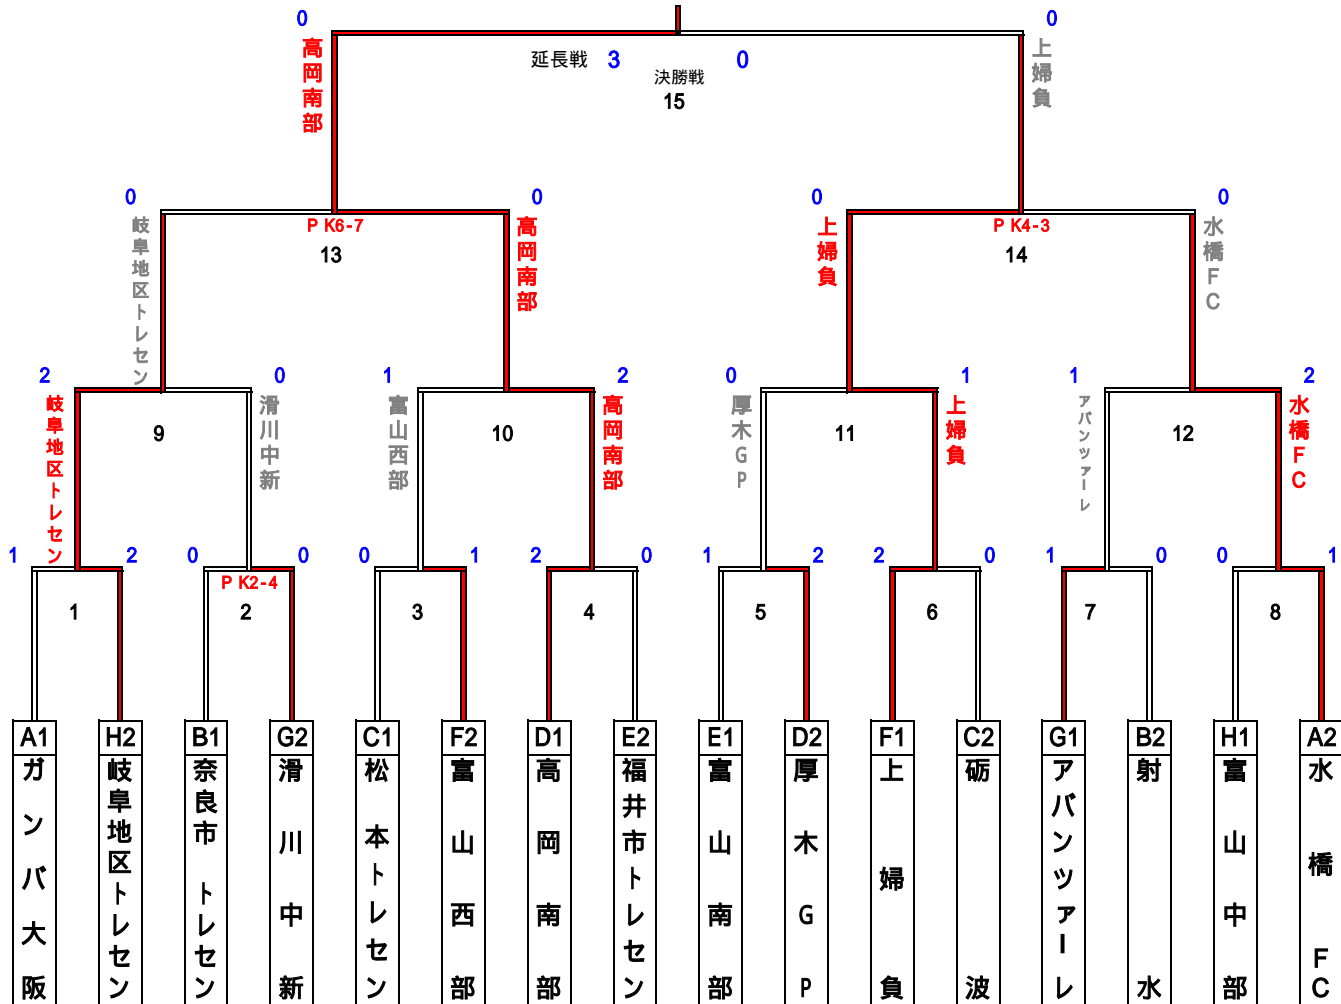 0
0
高岡南部
延長戦 3 0
上婦負
決勝戦
15
0
0
0
0
岐阜地区トレセン
PK6-7
高岡南部
上婦負
PK4-3
水橋FC
13
14
2
0
1
2
0
1
1
2
岐阜地区トレセン
9
滑川中新
富山西部
10
高岡南部
厚木GP
11
上婦負
アバンツァーレ
12
水橋FC
1
2
0
0
0
1
2
0
1
2
2
0
1
0
0
1
PK2-4
1
2
3
4
5
6
7
8
A1
H2
B1
G2
C1
F2
D1
E2
E1
D2
F1
C2
G1
B2
H1
A2
ガンバ大阪
岐阜地区トレセン
奈良市 トレセン
滑川中新
松本トレセン
富山西部
高岡南部
福井市トレセン
富山南部
厚木GP
上婦負
砺波
アバンツァーレ
射水
富山中部
水橋FC